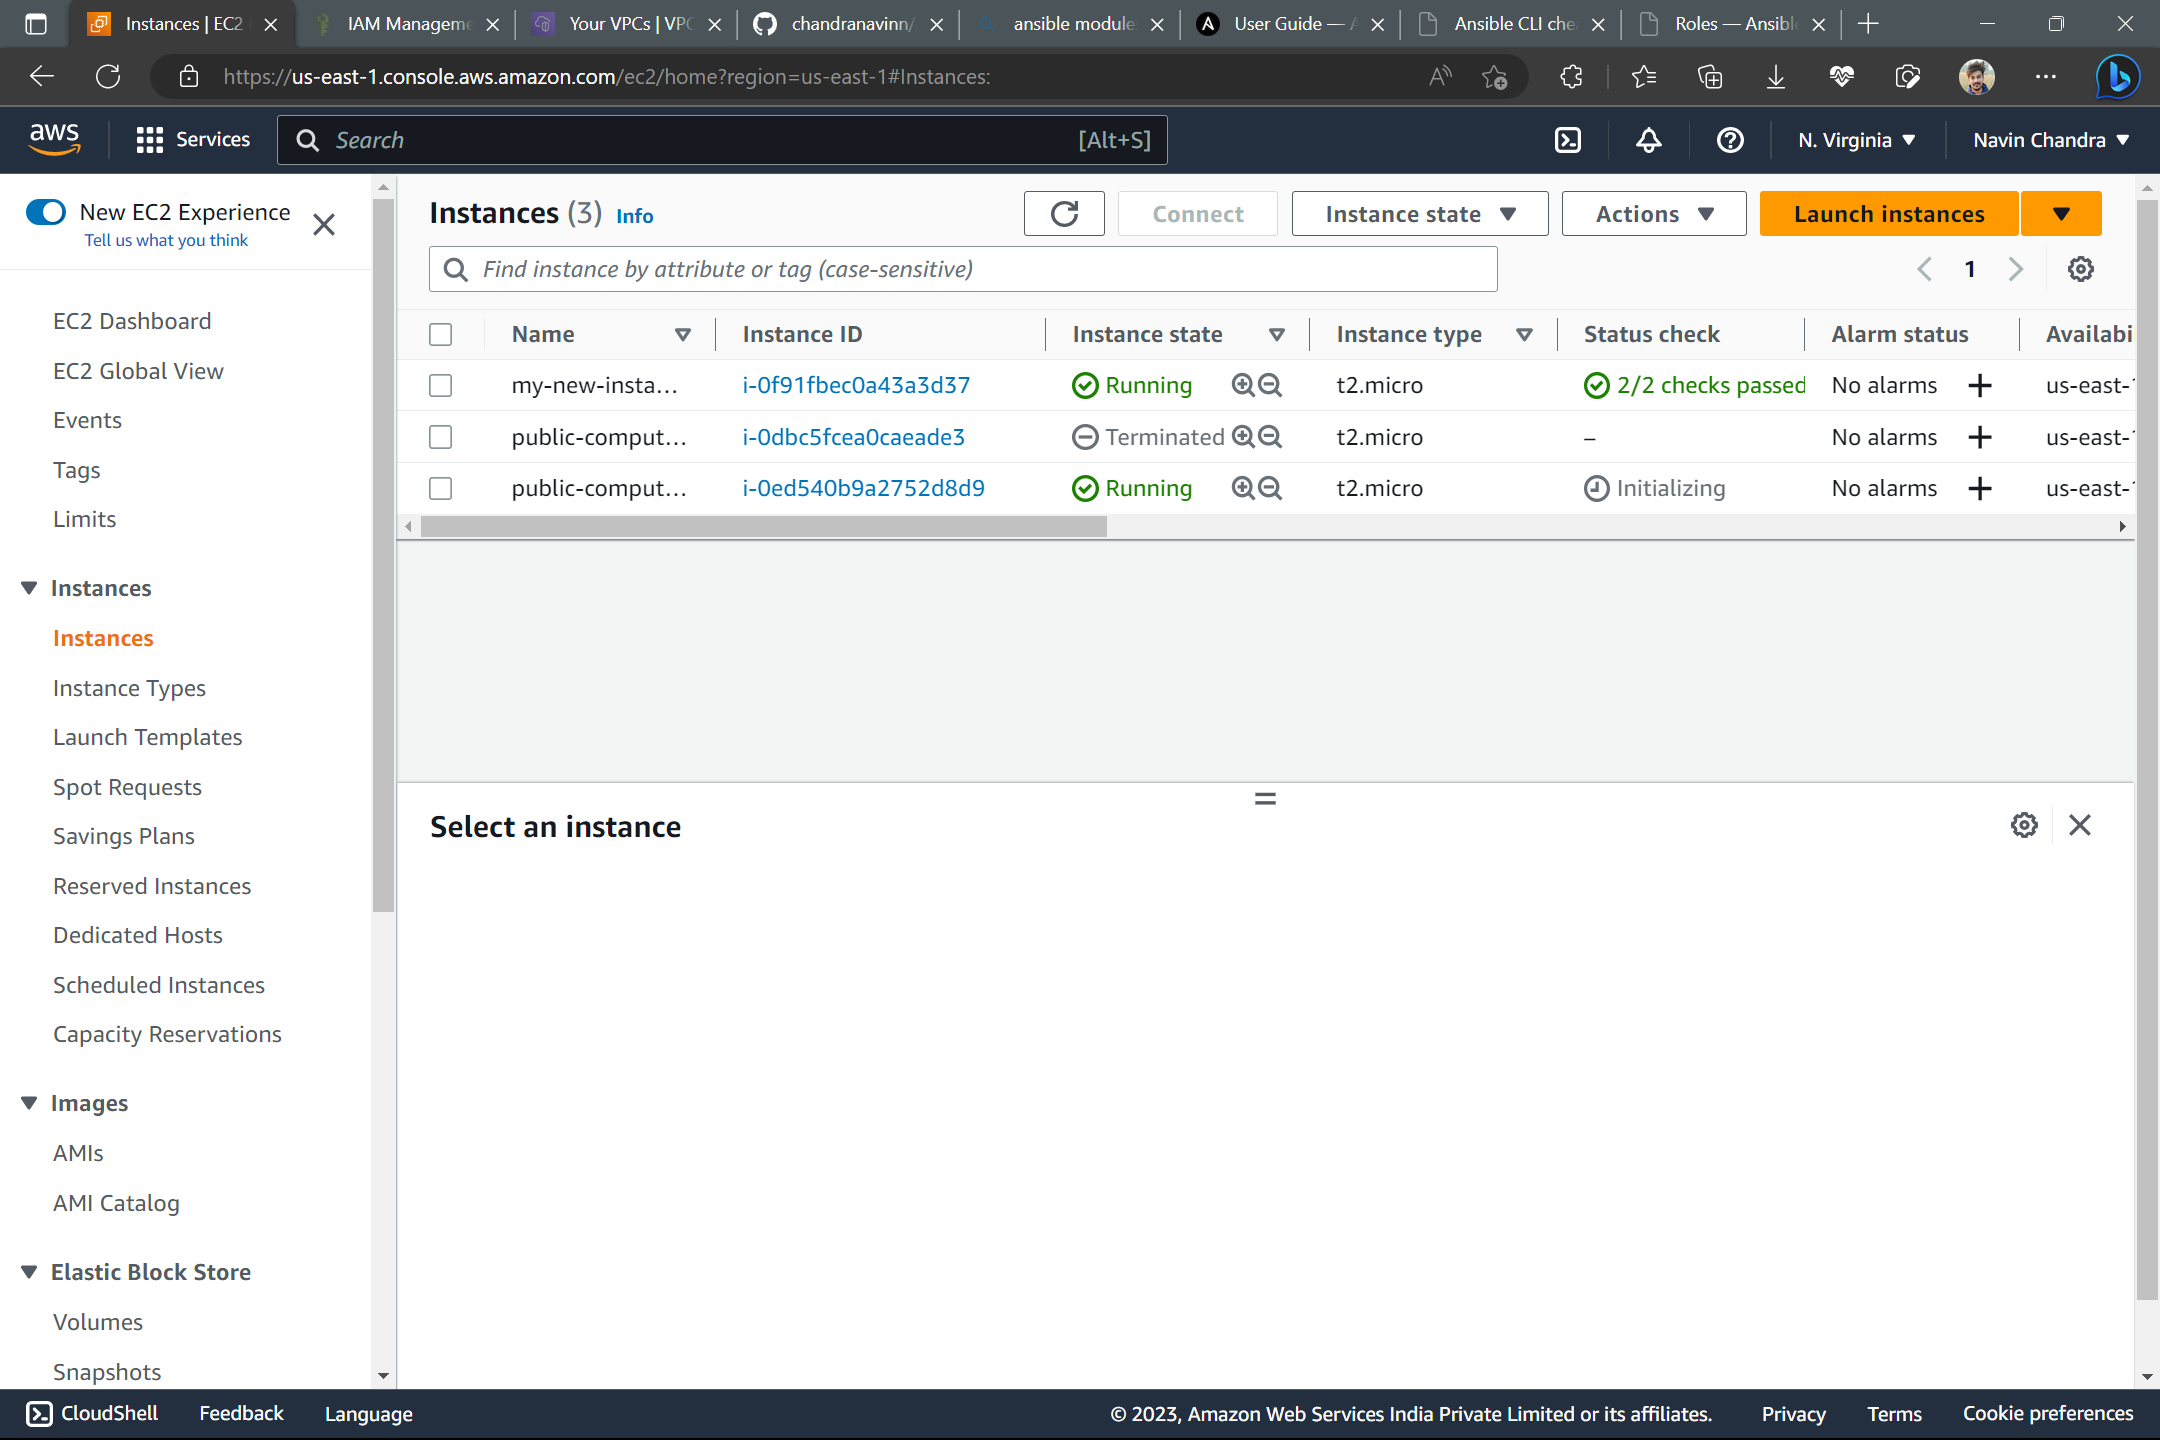 Instances | EC2
IAM Manageme
Your VPCs | VPC
chandranavinn/
ansible module
User Guide — A
Ansible CLI che
Roles — Ansibl
https://us-east-1.console.aws.amazon.com/ec2/home?region=us-east-1#Instances:
aws
Services
Search
[Alt+S]
N. Virginia
Navin Chandra
New EC2 Experience
Tell us what you think
EC2 Dashboard
EC2 Global View
Events
Tags
Limits
Instances
Instances
Instance Types
Launch Templates
Spot Requests
Savings Plans
Reserved Instances
Dedicated Hosts
Scheduled Instances
Capacity Reservations
Images
AMIs
AMI Catalog
Elastic Block Store
Volumes
Snapshots
Instances (3) Info
Connect
Instance state
Actions
Launch instances
Find instance by attribute or tag (case-sensitive)
1
Name Instance ID Instance state Instance type Status check Alarm status Availabi
my-new-insta... i-0f91fbec0a43a3d37 Running t2.micro 2/2 checks passed No alarms + us-east-1
public-comput... i-0dbc5fcea0caeade3 Terminated t2.micro – No alarms + us-east-1
public-comput... i-0ed540b9a2752d8d9 Running t2.micro Initializing No alarms + us-east-1
Select an instance
CloudShell
Feedback
Language
© 2023, Amazon Web Services India Private Limited or its affiliates.
Privacy
Terms
Cookie preferences